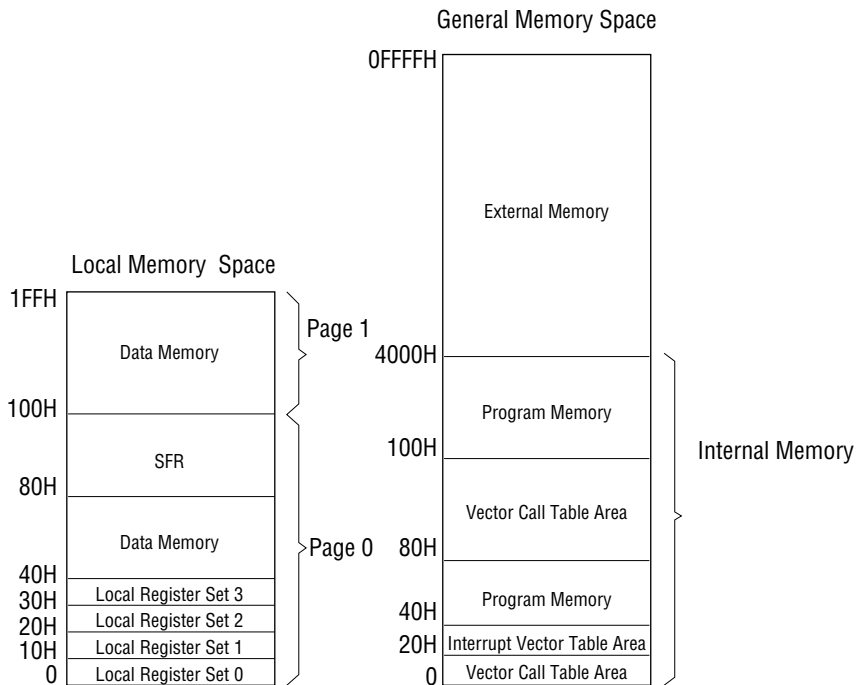 General Memory Space
0FFFFH
External Memory
4000H
Program Memory
100H
Vector Call Table Area
80H
Program Memory
40H
20H
Interrupt Vector Table Area
0
Vector Call Table Area
Internal Memory
Local Memory Space
1FFH
Data Memory
Page 1
100H
SFR
80H
Data Memory
Page 0
40H
Local Register Set 3
30H
Local Register Set 2
20H
Local Register Set 1
10H
Local Register Set 0
0